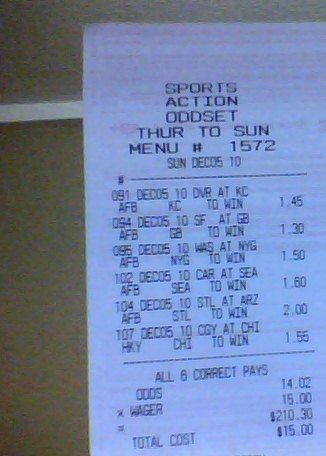 SPORTS
ACTION
ODDSET
THUR TO SUN
MENU # 1572
SUN DEC05 10
#
091 DEC05 10 DVR AT KC
AFB KC TO WIN 1.45
094 DEC05 10 SF AT GB
AFB GB TO WIN 1.30
095 DEC05 10 WAS AT NYG
AFB NYG TO WIN 1.50
102 DEC05 10 CAR AT SEA
AFB SEA TO WIN 1.60
104 DEC05 10 STL AT ARZ
AFB STL TO WIN 2.00
107 DEC05 10 CGY AT CHI
HKY CHI TO WIN 1.55
ALL 6 CORRECT PAYS
ODDS 14.02
× WAGER 15.00
= $210.30
TOTAL COST $15.00